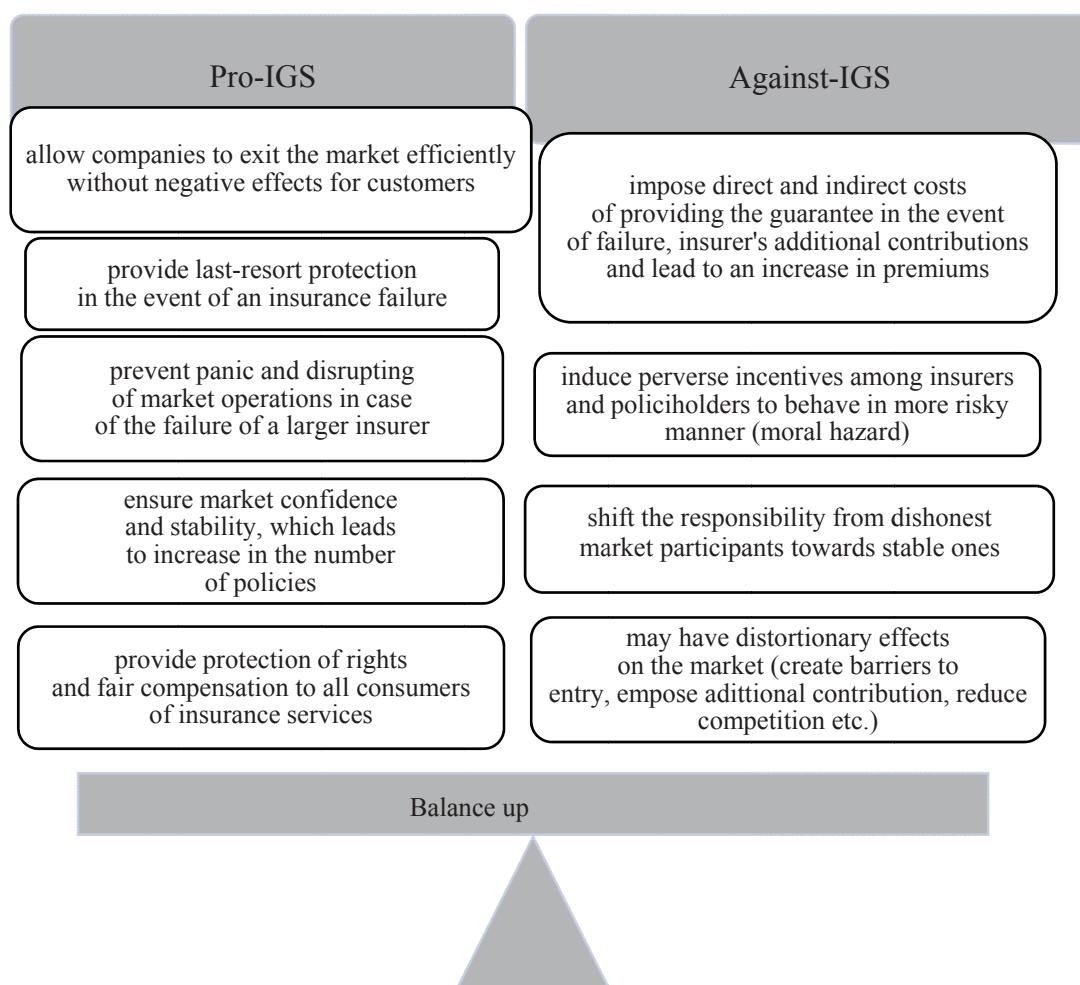 Pro-IGS
allow companies to exit the market efficiently
without negative effects for customers
provide last-resort protection
in the event of an insurance failure
prevent panic and disrupting
of market operations in case
of the failure of a larger insurer
ensure market confidence
and stability, which leads
to increase in the number
of policies
provide protection of rights
and fair compensation to all consumers
of insurance services
Against-IGS
impose direct and indirect costs
of providing the guarantee in the event
of failure, insurer's additional contributions
and lead to an increase in premiums
induce perverse incentives among insurers
and policiholders to behave in more risky
manner (moral hazard)
shift the responsibility from dishonest
market participants towards stable ones
may have distortionary effects
on the market (create barriers to
entry, empose adittional contribution, reduce
competition etc.)
Balance up